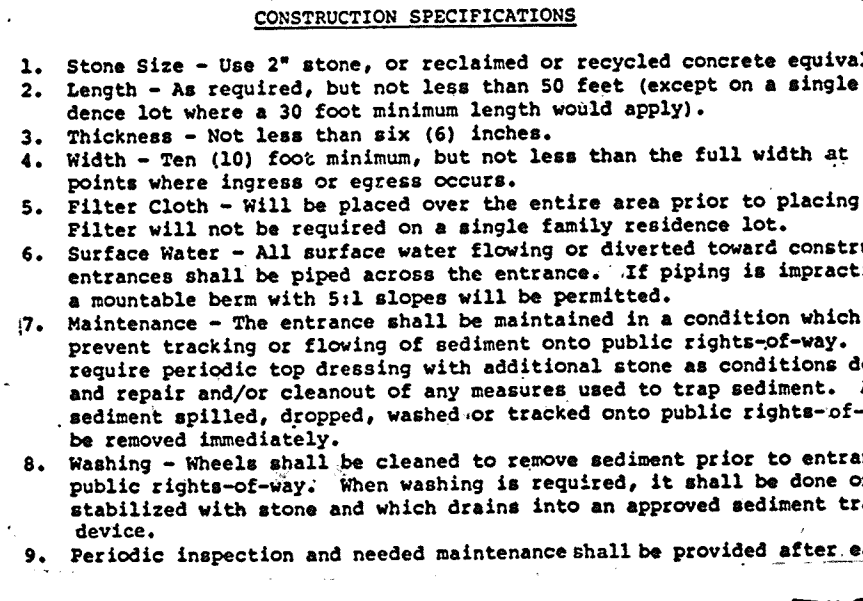 CONSTRUCTION SPECIFICATIONS
1. Stone Size - Use 2" stone, or reclaimed or recycled concrete equival
2. Length - As required, but not less than 50 feet (except on a single
dence lot where a 30 foot minimum length would apply).
3. Thickness - Not less than six (6) inches.
4. Width - Ten (10) foot minimum, but not less than the full width at
points where ingress or egress occurs.
5. Filter Cloth - Will be placed over the entire area prior to placing
Filter will not be required on a single family residence lot.
6. Surface Water - All surface water flowing or diverted toward constru
entrances shall be piped across the entrance. If piping is impract
a mountable berm with 5:1 slopes will be permitted.
7. Maintenance - The entrance shall be maintained in a condition which
prevent tracking or flowing of sediment onto public rights-of-way.
require periodic top dressing with additional stone as conditions d
and repair and/or cleanout of any measures used to trap sediment.
sediment spilled, dropped, washed or tracked onto public rights-of-
be removed immediately.
8. Washing - Wheels shall be cleaned to remove sediment prior to entra
public rights-of-way. When washing is required, it shall be done o
stabilized with stone and which drains into an approved sediment tr
device.
9. Periodic inspection and needed maintenance shall be provided after e